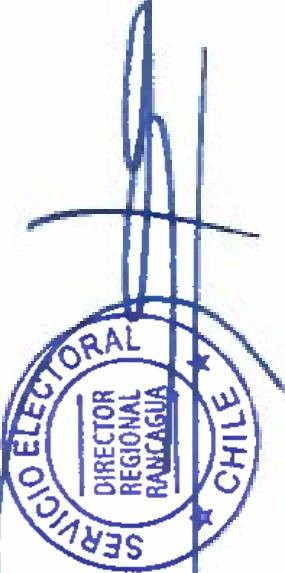 SERVICIO ELECTORAL
★ CHILE ★
DIRECTOR
REGIONAL
RANCAGUA